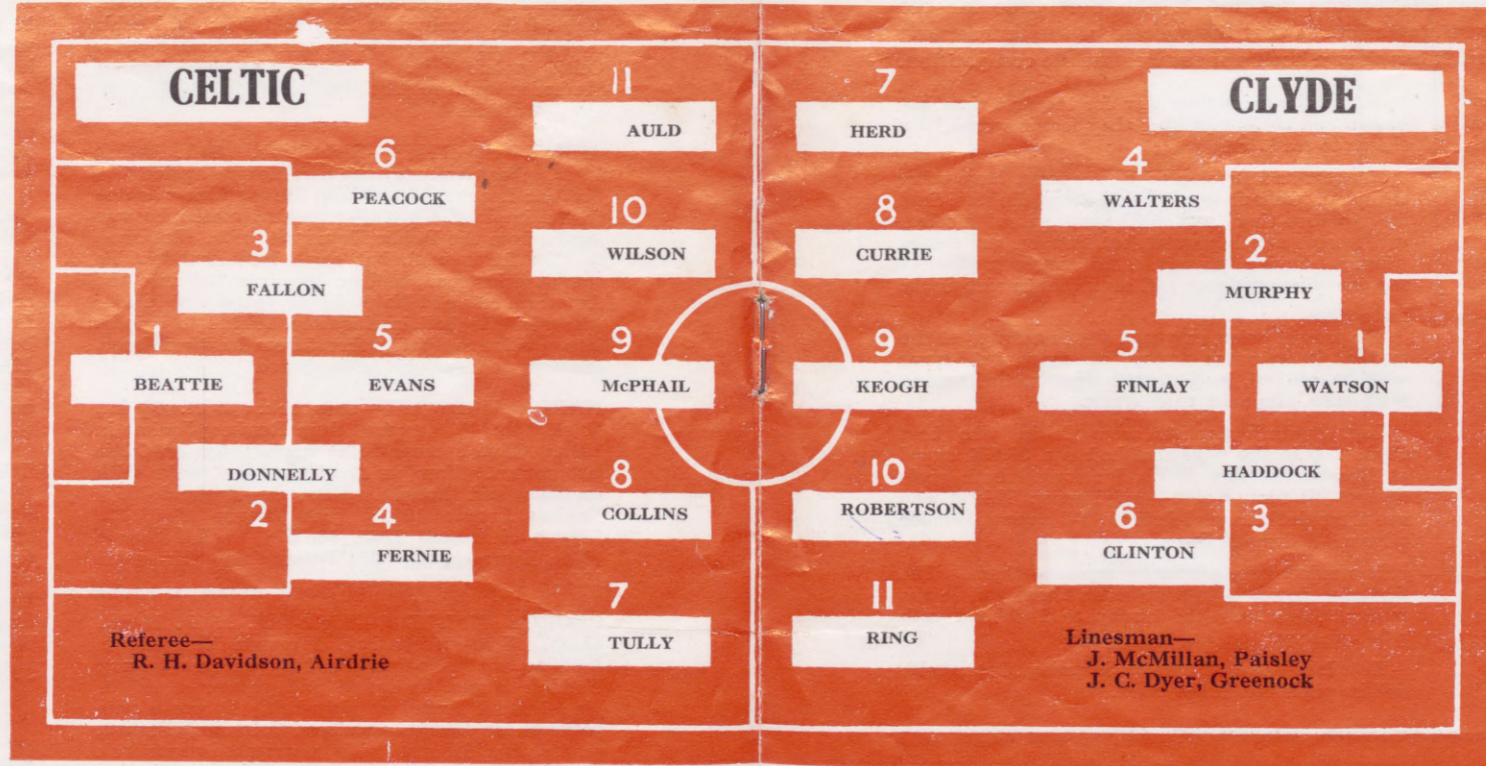 CELTIC
11
AULD
6
PEACOCK
10
WILSON
3
FALLON
1
BEATTIE
5
EVANS
9
McPHAIL
DONNELLY
2
8
COLLINS
4
FERNIE
7
TULLY
Referee—
R. H. Davidson, Airdrie
CLYDE
7
HERD
4
WALTERS
8
CURRIE
2
MURPHY
9
KEOGH
5
FINLAY
1
WATSON
10
ROBERTSON
HADDOCK
3
6
CLINTON
11
RING
Linesman—
J. McMillan, Paisley
J. C. Dyer, Greenock